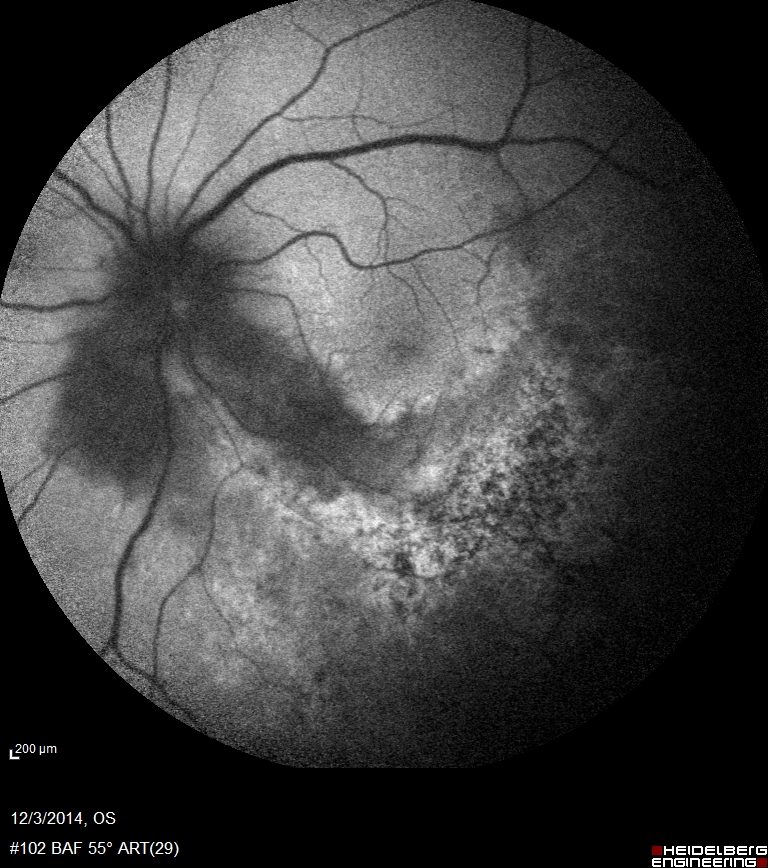 200 µm
12/3/2014, OS
#102 BAF 55° ART(29)
HEIDELBERG
ENGINEERING